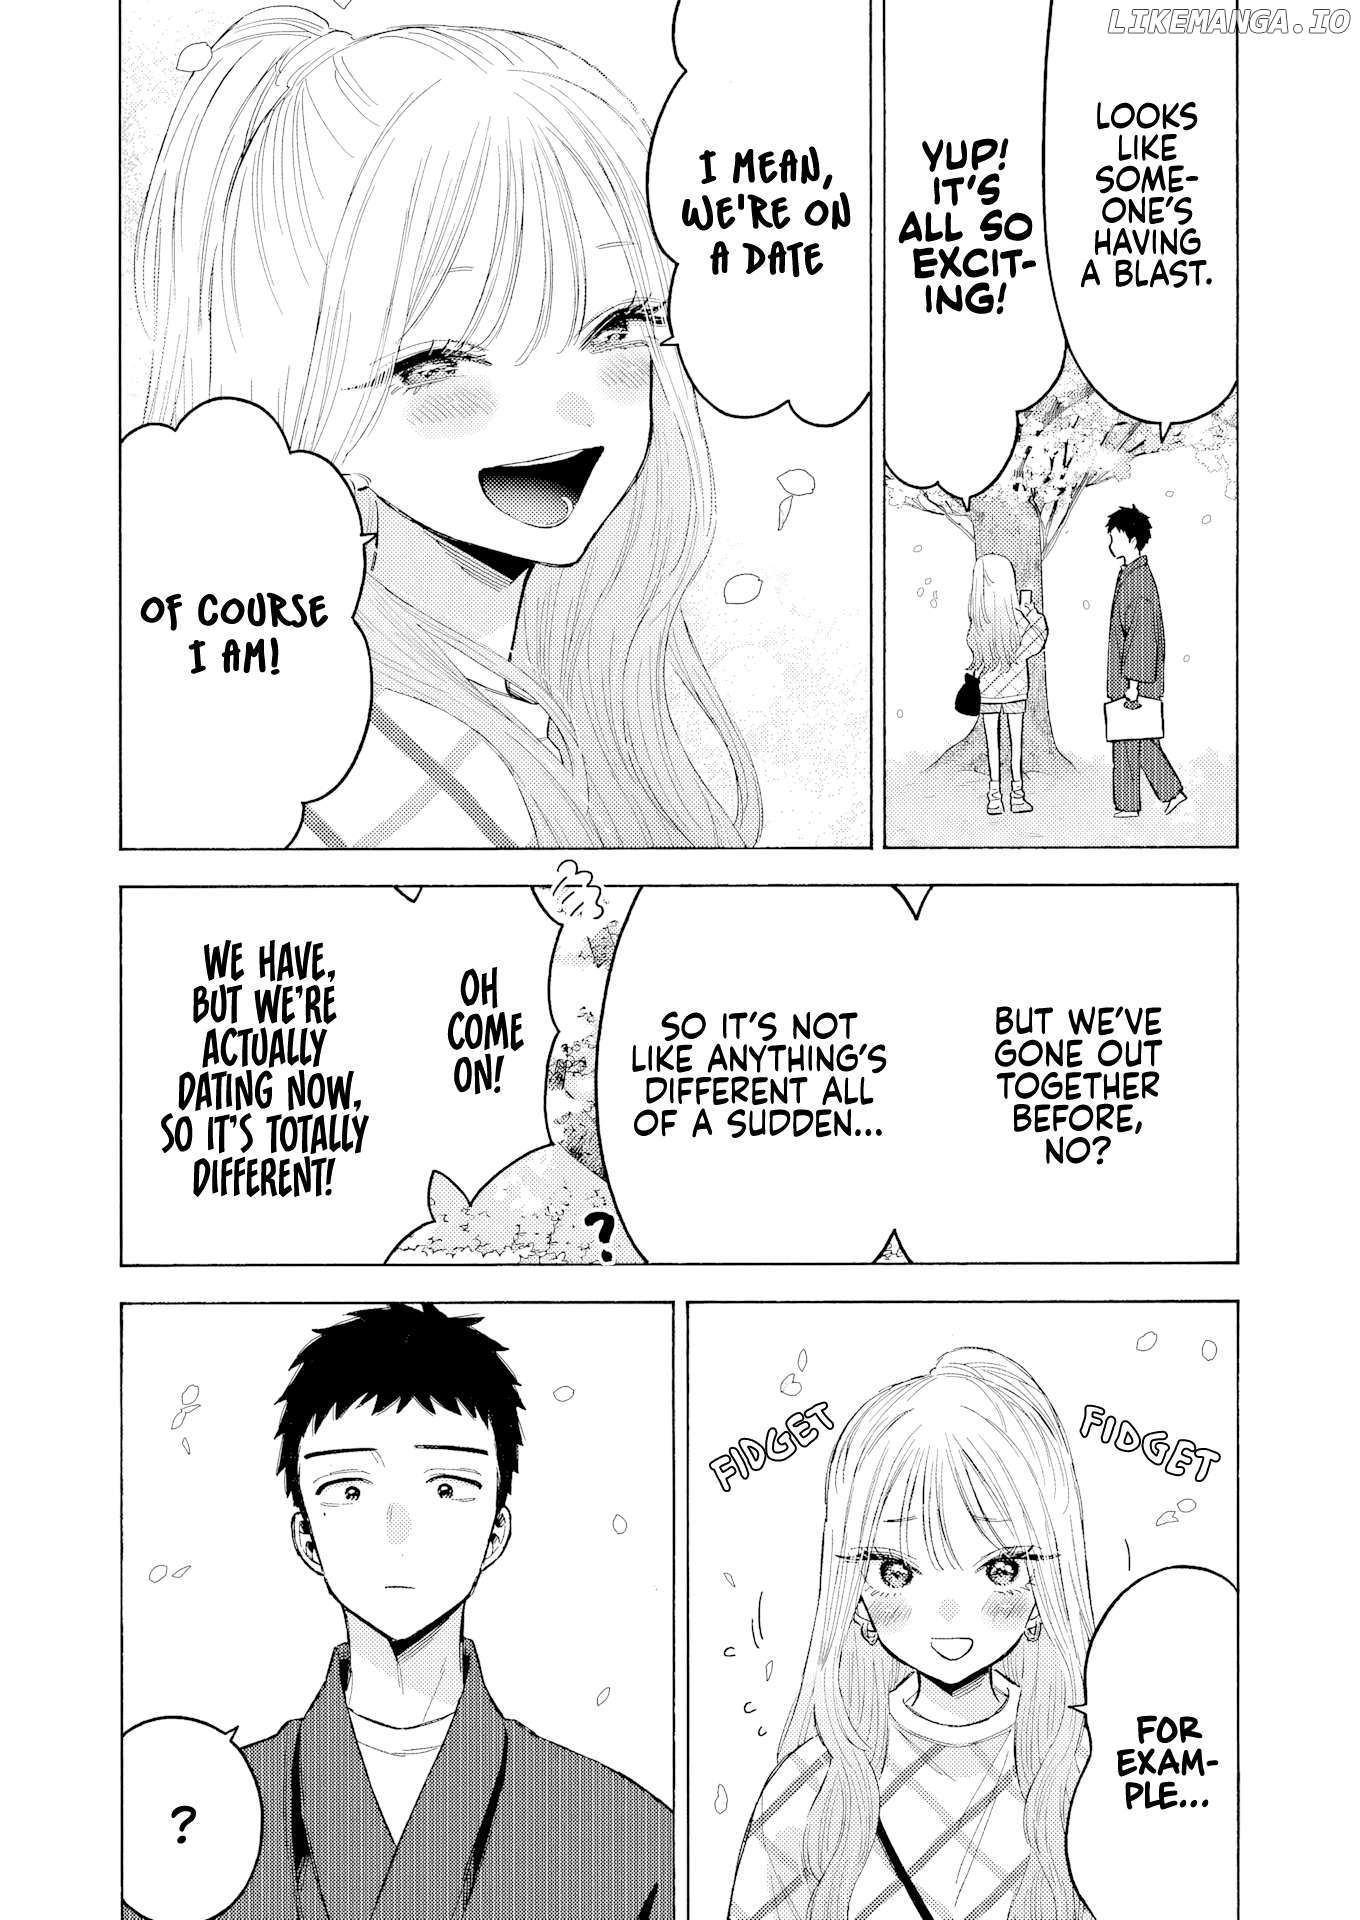 LIKEMANGA.IO
LOOKS
LIKE
SOME-
ONE'S
HAVING
A BLAST.
YUP!
IT'S
ALL SO
EXCIT-
ING!
I MEAN,
WE'RE ON
A DATE
OF COURSE
I AM!
BUT WE'VE
GONE OUT
TOGETHER
BEFORE,
NO?
SO IT'S NOT
LIKE ANYTHING'S
DIFFERENT ALL
OF A SUDDEN...
?
OH
COME
ON!
WE HAVE,
BUT WE'RE
ACTUALLY
DATING NOW,
SO IT'S TOTALLY
DIFFERENT!
FIDGET
FIDGET
FOR
EXAM-
PLE...
?